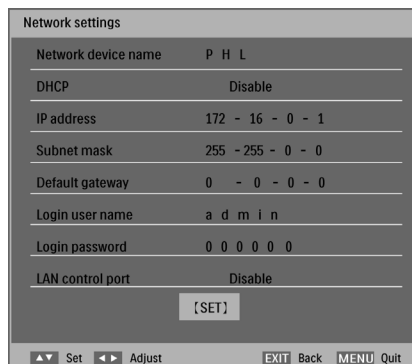 Network settings
Network device name P H L
DHCP Disable
IP address 172 - 16 - 0 - 1
Subnet mask 255 - 255 - 0 - 0
Default gateway 0 - 0 - 0 - 0
Login user name a d m i n
Login password 0 0 0 0 0 0
LAN control port Disable
【SET】
▲▼ Set ◀▶ Adjust EXIT Back MENU Quit